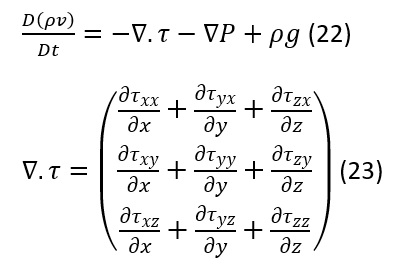 D(ρv)/Dt = −∇.τ − ∇P + ρg (22)
∇.τ = (∂τxx/∂x + ∂τyx/∂y + ∂τzx/∂z
∂τxy/∂x + ∂τyy/∂y + ∂τzy/∂z
∂τxz/∂x + ∂τyz/∂y + ∂τzz/∂z) (23)